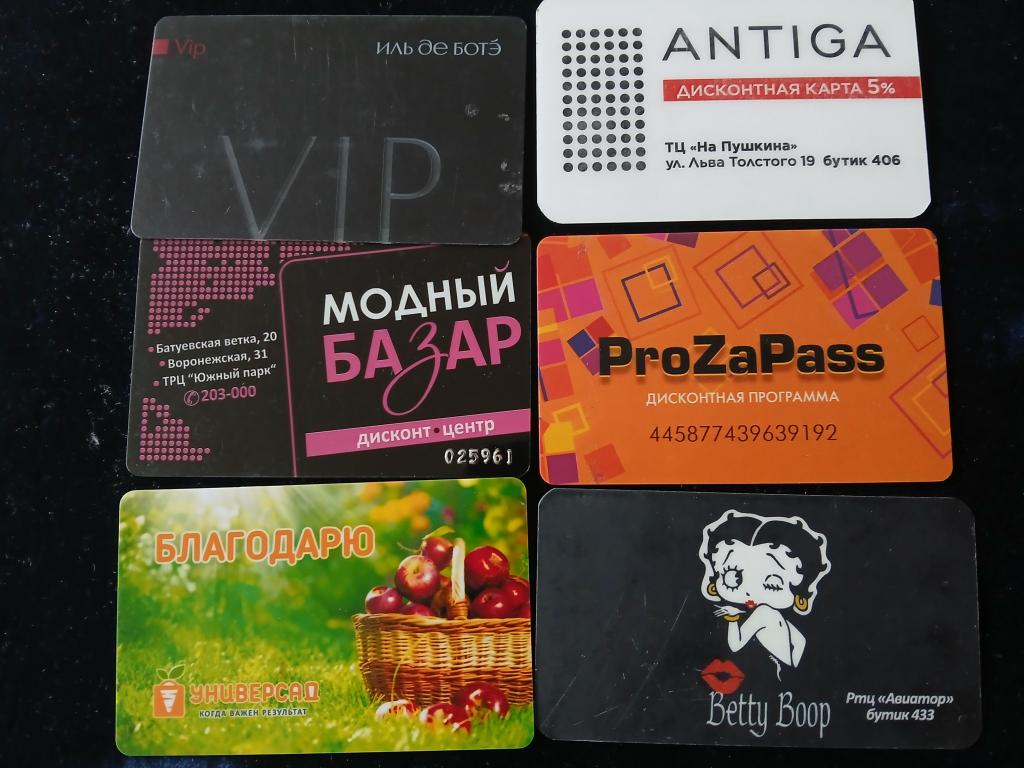 Vip
ИЛЬ ДЕ БОТЭ
VIP
ANTIGA
ДИСКОНТНАЯ КАРТА 5%
ТЦ «На Пушкина»
ул. Льва Толстого 19 бутик 406
МОДНЫЙ
БАЗАР
• Батуевская ветка, 20
• Воронежская, 31
• ТРЦ "Южный парк"
✆ 203-000
дисконт • центр
025961
ProZaPass
ДИСКОНТНАЯ ПРОГРАММА
445877439639192
БЛАГОДАРЮ
УНИВЕРСАД
КОГДА ВАЖЕН РЕЗУЛЬТАТ
Betty Boop
Ртц «Авиатор»
бутик 433